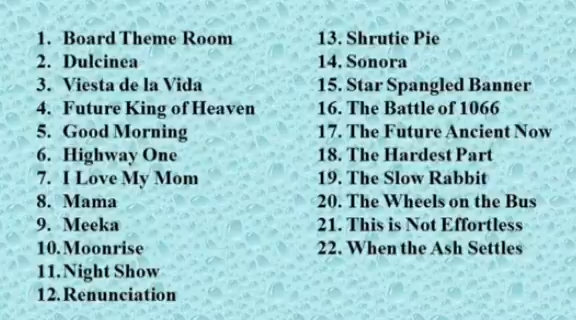 1. Board Theme Room
2. Dulcinea
3. Viesta de la Vida
4. Future King of Heaven
5. Good Morning
6. Highway One
7. I Love My Mom
8. Mama
9. Meeka
10. Moonrise
11. Night Show
12. Renunciation
13. Shrutie Pie
14. Sonora
15. Star Spangled Banner
16. The Battle of 1066
17. The Future Ancient Now
18. The Hardest Part
19. The Slow Rabbit
20. The Wheels on the Bus
21. This is Not Effortless
22. When the Ash Settles